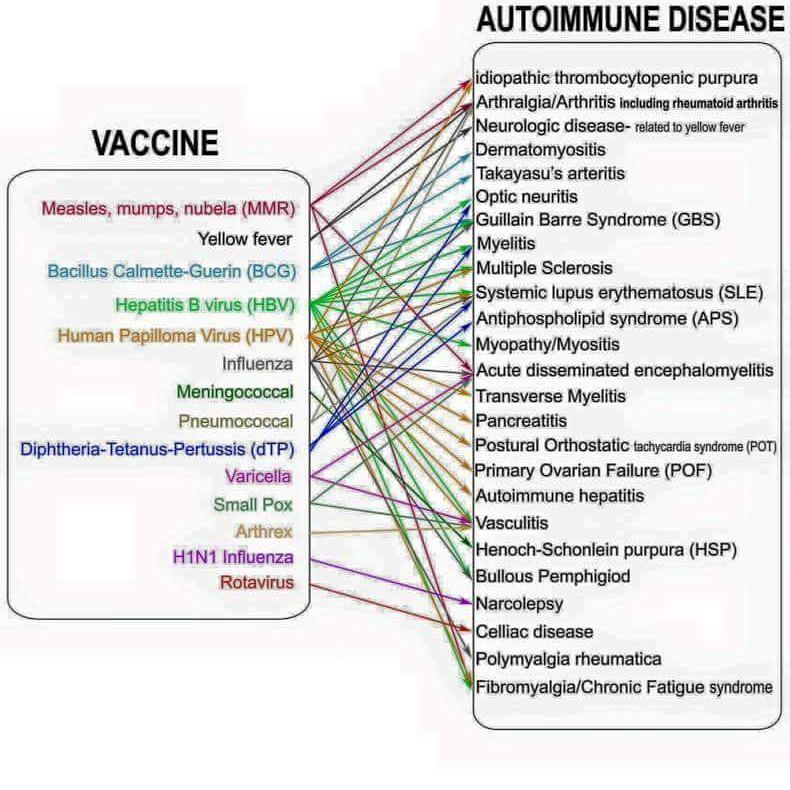 AUTOIMMUNE DISEASE
VACCINE
Measles, mumps, nubela (MMR)
Yellow fever
Bacillus Calmette-Guerin (BCG)
Hepatitis B virus (HBV)
Human Papilloma Virus (HPV)
Influenza
Meningococcal
Pneumococcal
Diphtheria-Tetanus-Pertussis (dTP)
Varicella
Small Pox
Arthrex
H1N1 Influenza
Rotavirus
idiopathic thrombocytopenic purpura
Arthralgia/Arthritis including rheumatoid arthritis
Neurologic disease- related to yellow fever
Dermatomyositis
Takayasu's arteritis
Optic neuritis
Guillain Barre Syndrome (GBS)
Myelitis
Multiple Sclerosis
Systemic lupus erythematosus (SLE)
Antiphospholipid syndrome (APS)
Myopathy/Myositis
Acute disseminated encephalomyelitis
Transverse Myelitis
Pancreatitis
Postural Orthostatic tachycardia syndrome (POT)
Primary Ovarian Failure (POF)
Autoimmune hepatitis
Vasculitis
Henoch-Schonlein purpura (HSP)
Bullous Pemphigiod
Narcolepsy
Celliac disease
Polymyalgia rheumatica
Fibromyalgia/Chronic Fatigue syndrome